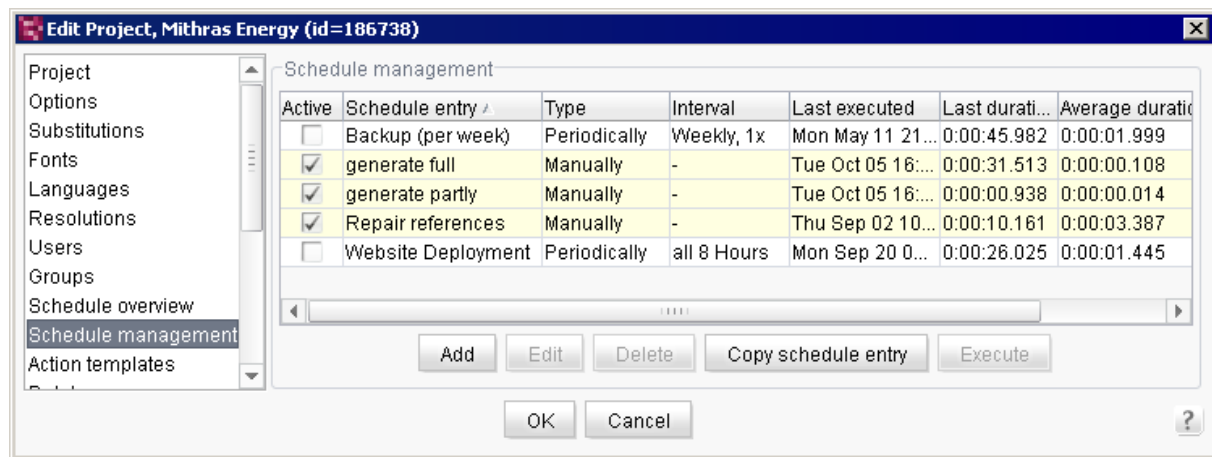 Edit Project, Mithras Energy (id=186738)
Project
Options
Substitutions
Fonts
Languages
Resolutions
Users
Groups
Schedule overview
Schedule management
Action templates
Schedule management
Active Schedule entry Type Interval Last executed Last durati... Average duratio
Backup (per week) Periodically Weekly, 1x Mon May 11 21... 0:00:45.982 0:00:01.999
generate full Manually - Tue Oct 05 16:... 0:00:31.513 0:00:00.108
generate partly Manually - Tue Oct 05 16:... 0:00:00.938 0:00:00.014
Repair references Manually - Thu Sep 02 10... 0:00:10.161 0:00:03.387
Website Deployment Periodically all 8 Hours Mon Sep 20 0... 0:00:26.025 0:00:01.445
Add Edit Delete Copy schedule entry Execute
OK Cancel ?